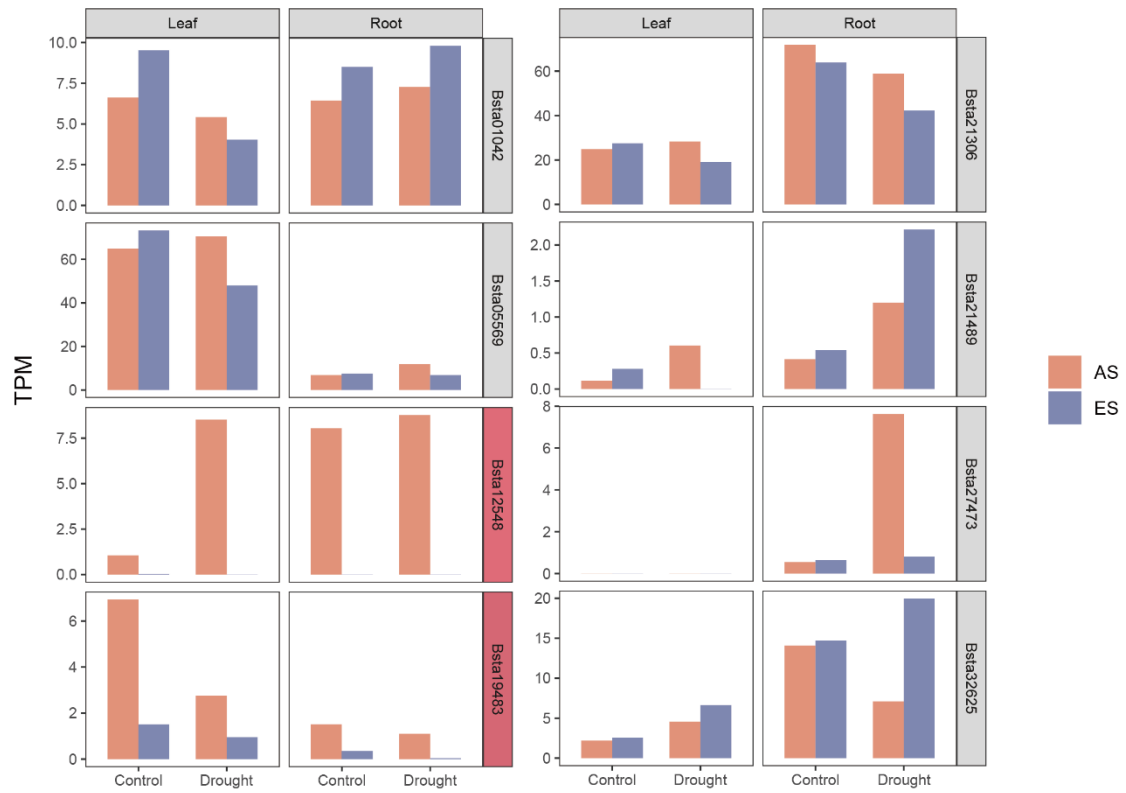 Leaf Root Leaf Root
10.0
7.5
5.0
2.5
0.0
Bsta01042
60
40
20
0
Bsta21306
60
40
20
0
Bsta05569
2.0
1.5
1.0
0.5
0.0
Bsta21489
TPM
AS
ES
7.5
5.0
2.5
0.0
Bsta12548
8
6
4
2
0
Bsta27473
6
4
2
0
Bsta19483
20
15
10
5
0
Bsta32625
Control Drought Control Drought Control Drought Control Drought